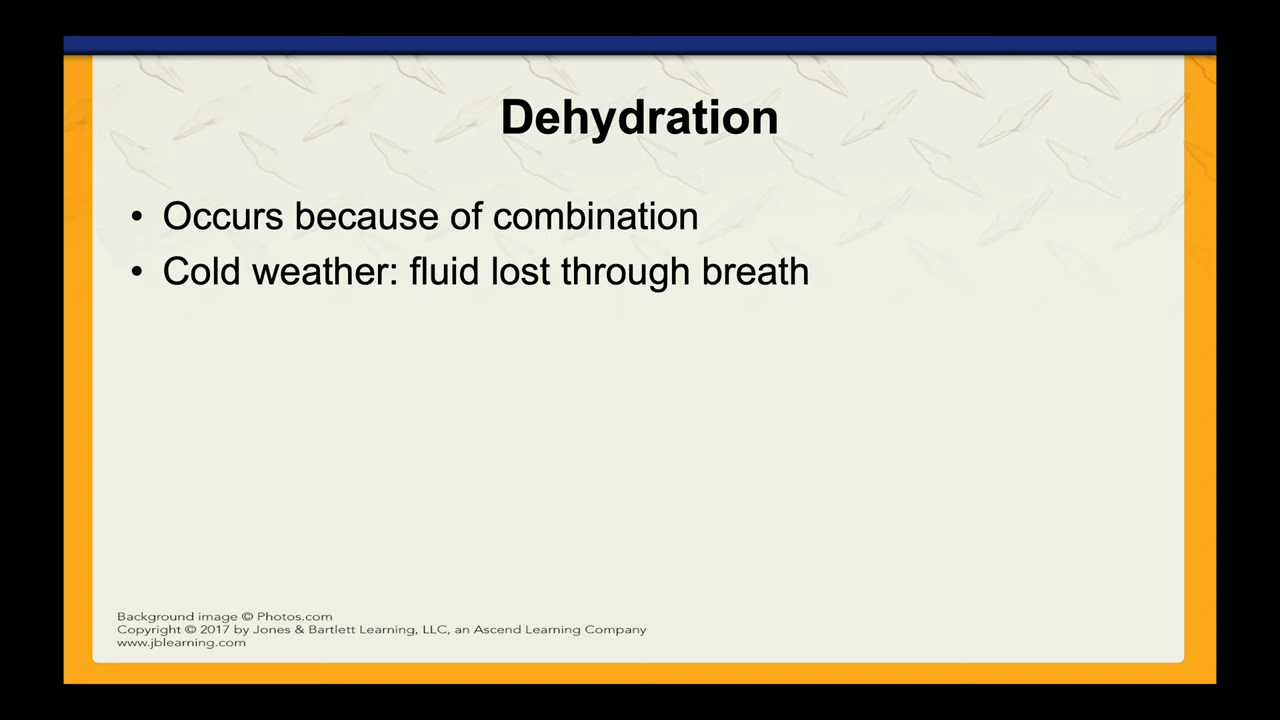 Dehydration
• Occurs because of combination
• Cold weather: fluid lost through breath
Background image © Photos.com
Copyright © 2017 by Jones & Bartlett Learning, LLC, an Ascend Learning Company
www.jblearning.com